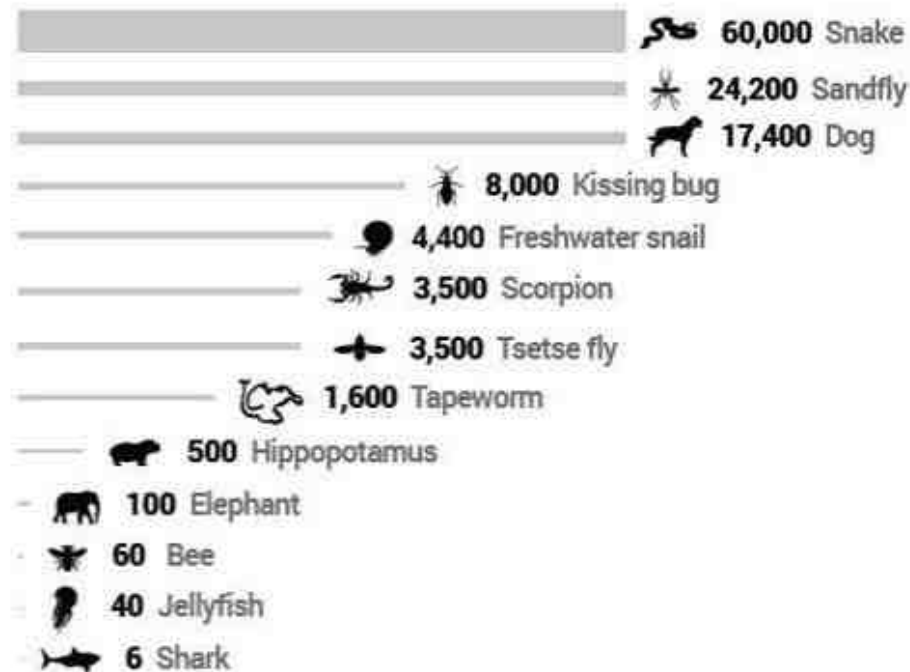 60,000 Snake
24,200 Sandfly
17,400 Dog
8,000 Kissing bug
4,400 Freshwater snail
3,500 Scorpion
3,500 Tsetse fly
1,600 Tapeworm
500 Hippopotamus
100 Elephant
60 Bee
40 Jellyfish
6 Shark